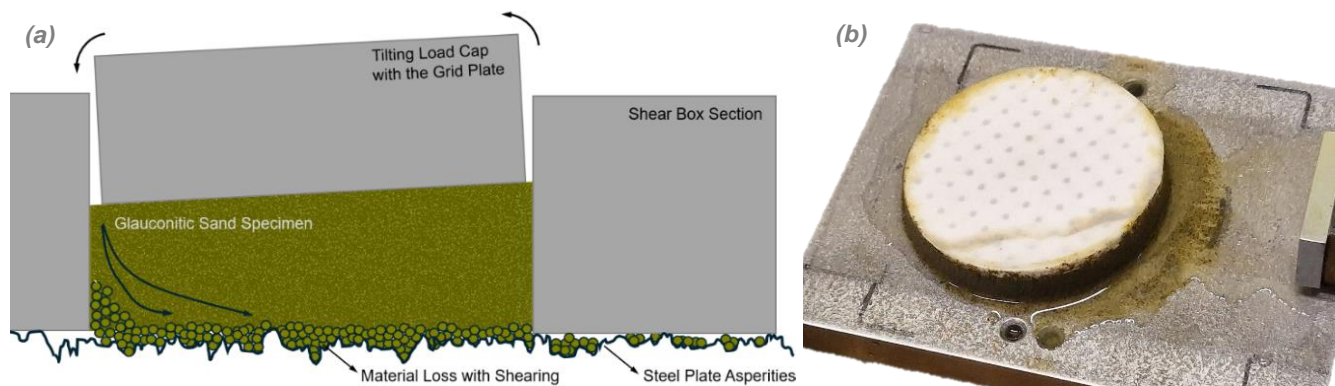 (a)
Tilting Load Cap
with the Grid Plate
Shear Box Section
Glauconitic Sand Specimen
Material Loss with Shearing
Steel Plate Asperities
(b)